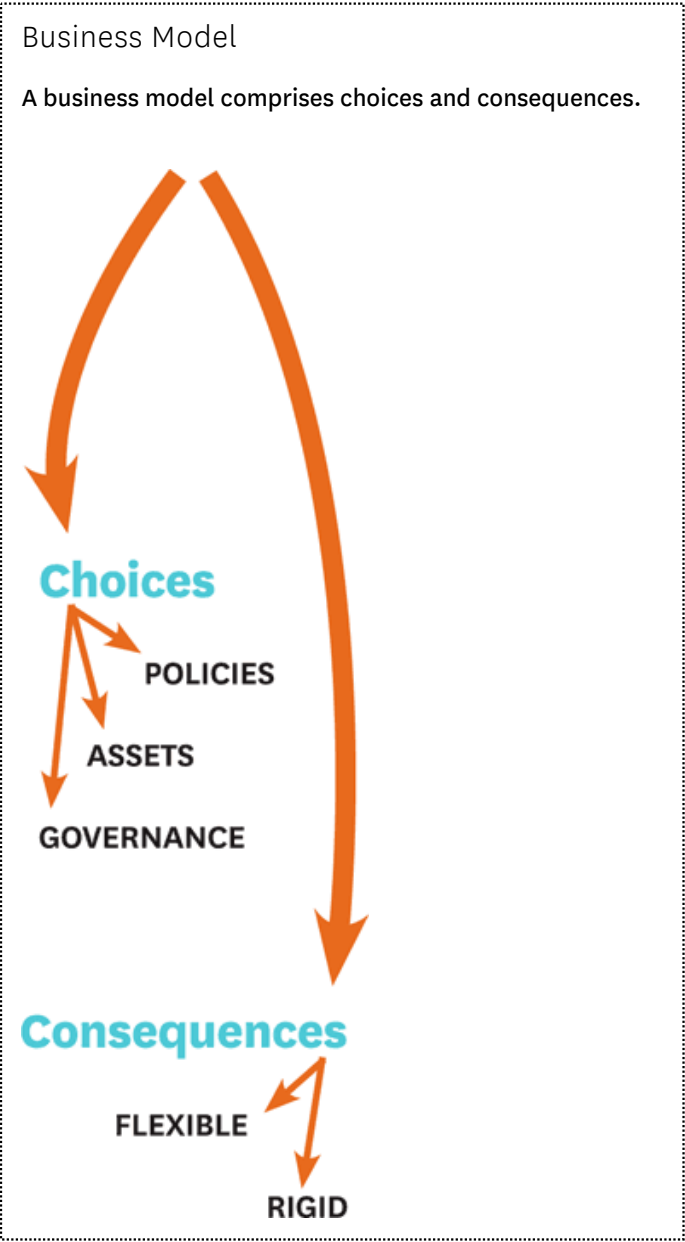 Business Model
A business model comprises choices and consequences.
Choices
POLICIES
ASSETS
GOVERNANCE
Consequences
FLEXIBLE
RIGID